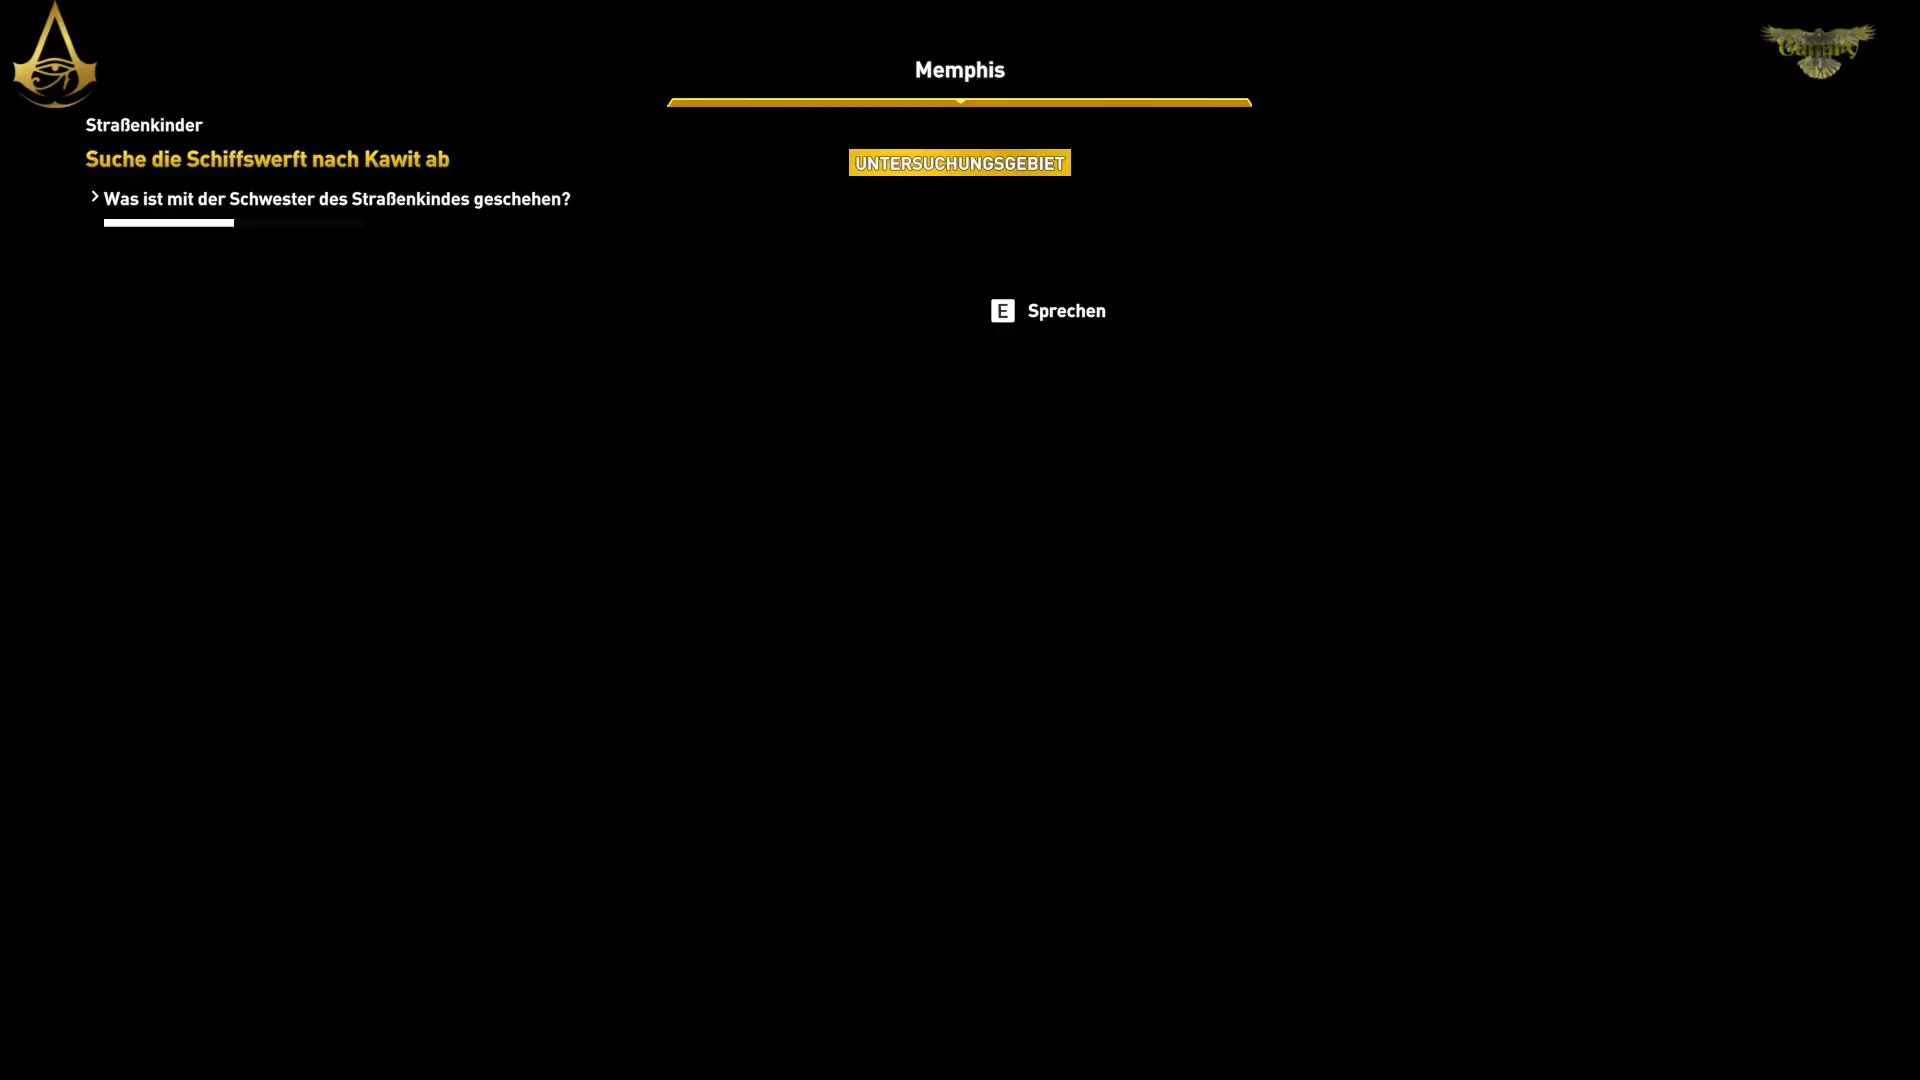 Memphis
Straßenkinder
Suche die Schiffswerft nach Kawit ab
UNTERSUCHUNGSGEBIET
Was ist mit der Schwester des Straßenkindes geschehen?
E Sprechen